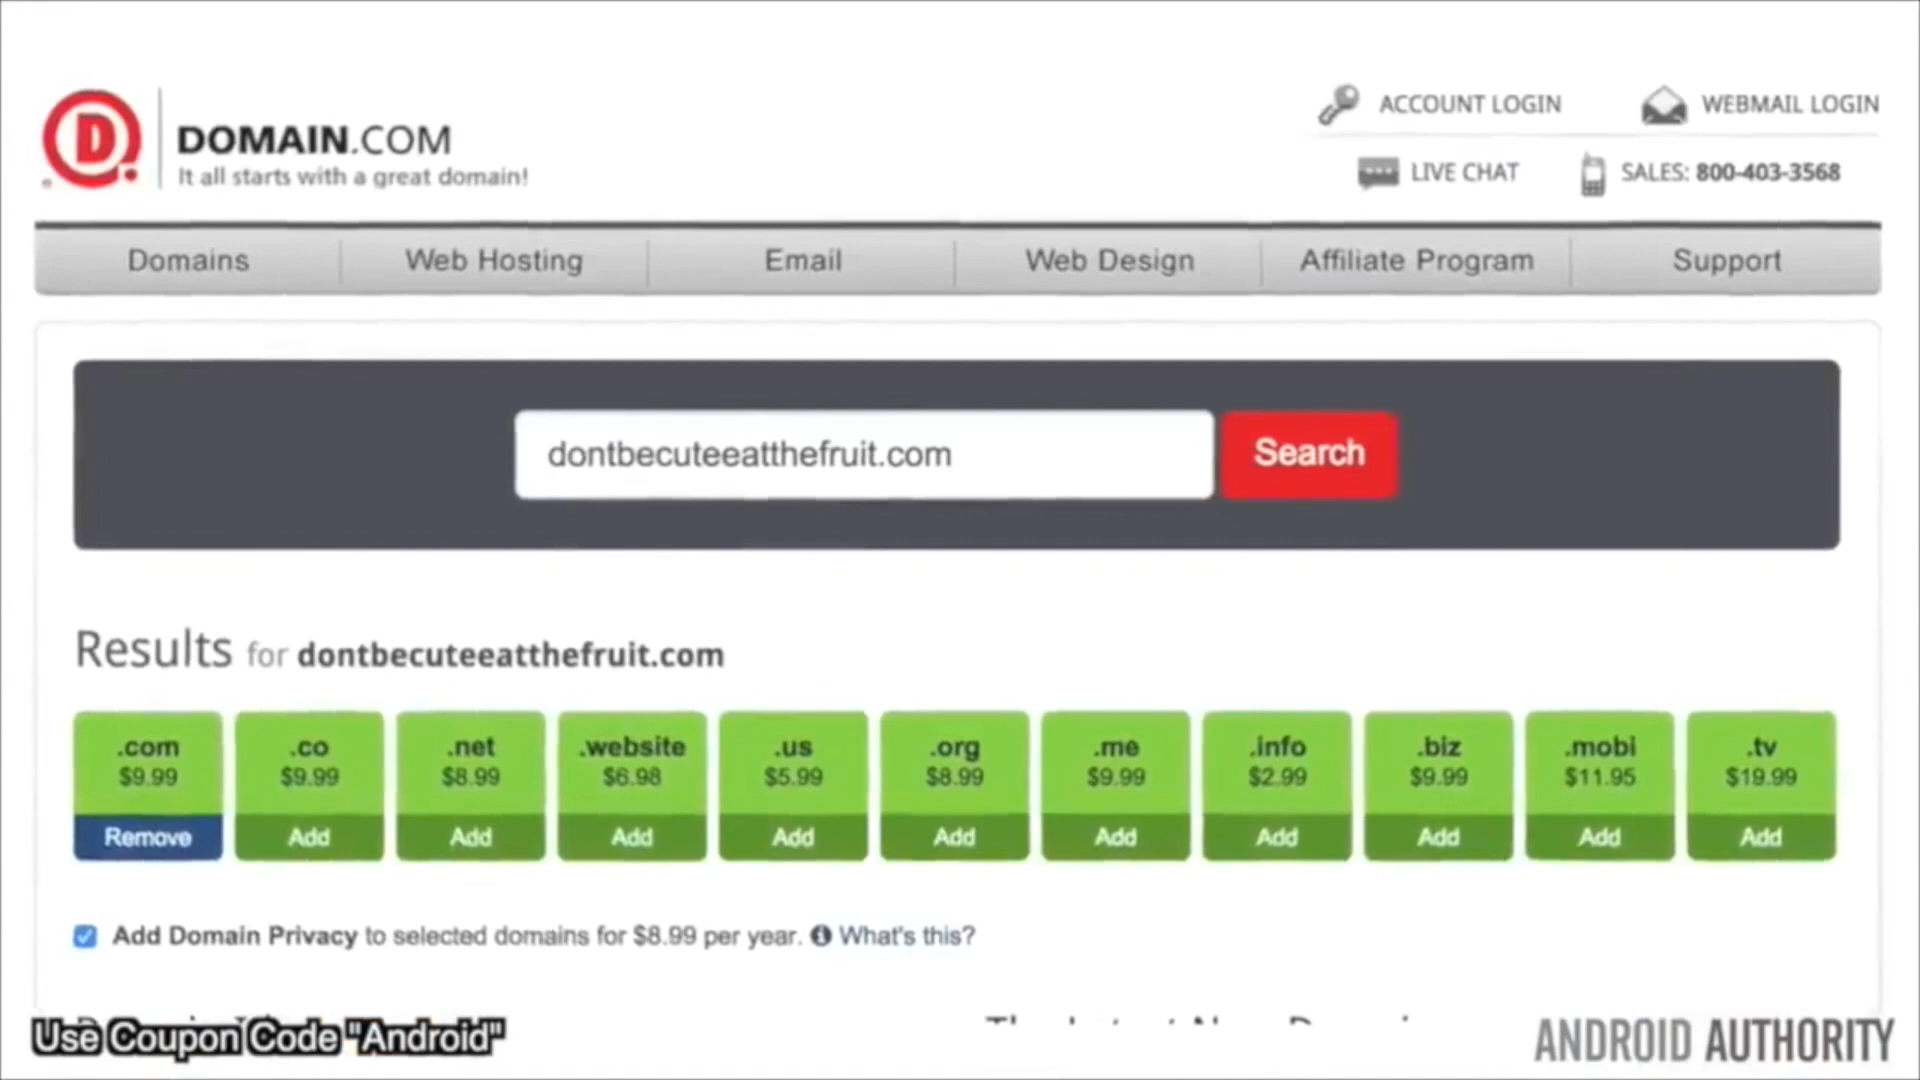 D
DOMAIN.COM
It all starts with a great domain!
ACCOUNT LOGIN
WEBMAIL LOGIN
LIVE CHAT
SALES: 800-403-3568
Domains
Web Hosting
Email
Web Design
Affiliate Program
Support
dontbecuteeatthefruit.com
Search
Results for dontbecuteeatthefruit.com
.com
$9.99
Remove
.co
$9.99
Add
.net
$8.99
Add
.website
$6.98
Add
.us
$5.99
Add
.org
$8.99
Add
.me
$9.99
Add
.info
$2.99
Add
.biz
$9.99
Add
.mobi
$11.95
Add
.tv
$19.99
Add
Add Domain Privacy to selected domains for $8.99 per year. What's this?
Use Coupon Code "Android"
ANDROID AUTHORITY